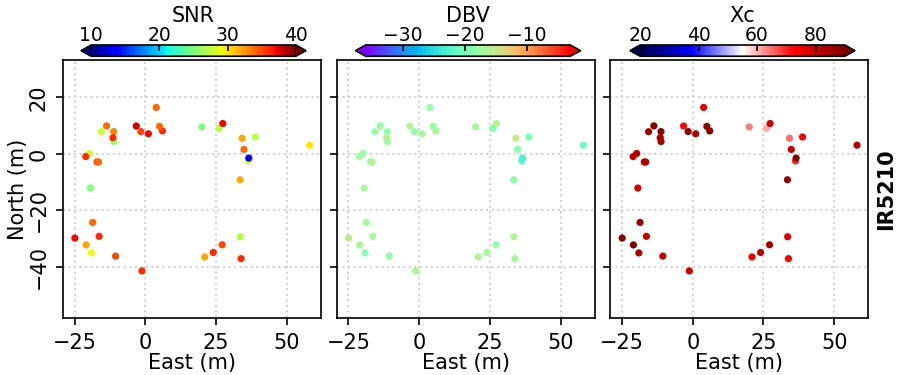 SNR DBV Xc
10 20 30 40 −30 −20 −10 20 40 60 80
20
0
−20
−40
North (m)
IR5210
−25 0 25 50 −25 0 25 50 −25 0 25 50
East (m) East (m) East (m)